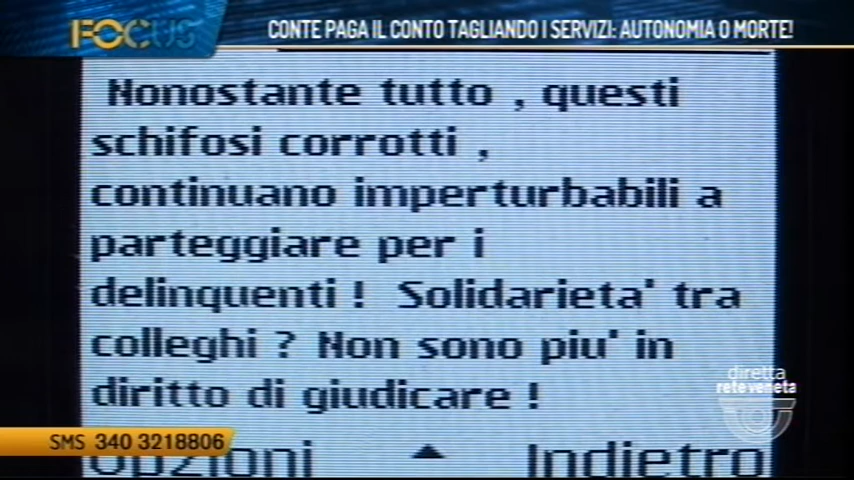 FOCUS
CONTE PAGA IL CONTO TAGLIANDO I SERVIZI: AUTONOMIA O MORTE!
Nonostante tutto , questi
schifosi corrotti ,
continuano imperturbabili a
parteggiare per i
delinquenti ! Solidarieta' tra
colleghi ? Non sono piu' in
diritto di giudicare !
diretta
reteveneta
SMS 340 3218806
Opzioni Indietro